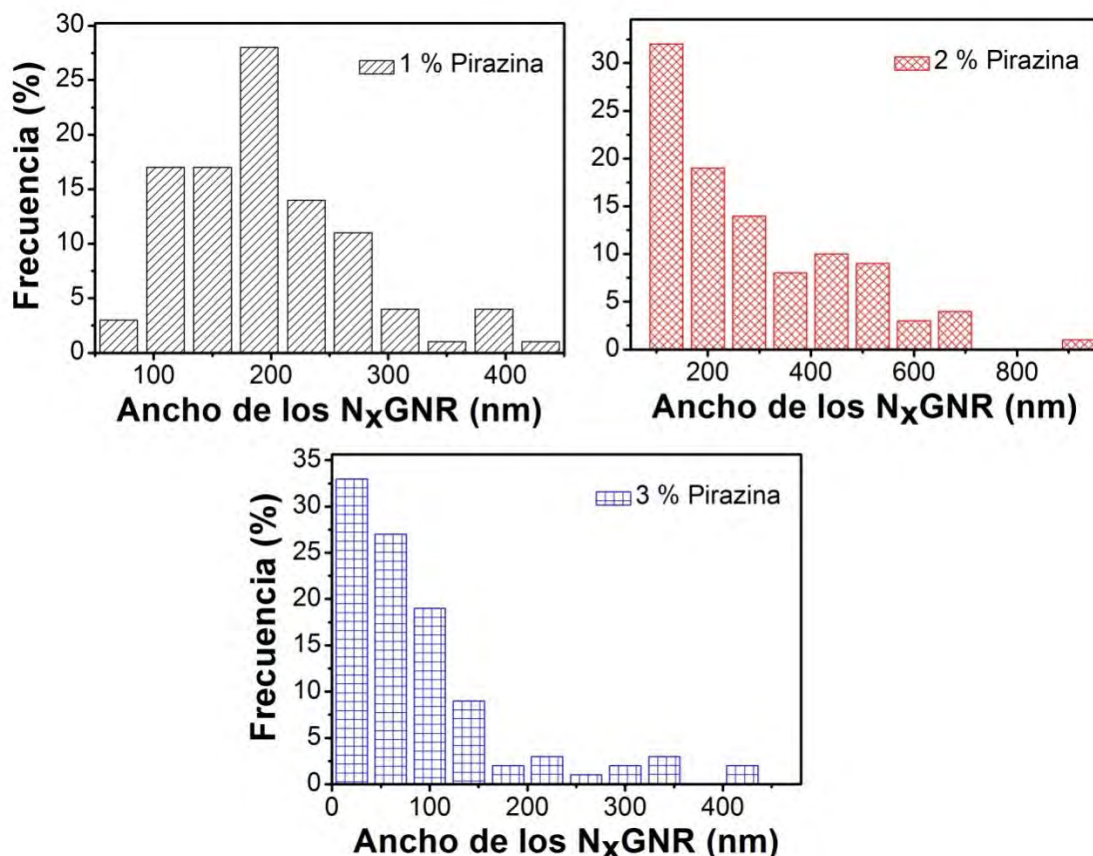 30
25
20
15
10
5
0
Frecuencia (%)
1 % Pirazina
100 200 300 400
Ancho de los NxGNR (nm)
30
25
20
15
10
5
0
2 % Pirazina
200 400 600 800
Ancho de los NxGNR (nm)
35
30
25
20
15
10
5
0
Frecuencia (%)
3 % Pirazina
0 100 200 300 400
Ancho de los NxGNR (nm)